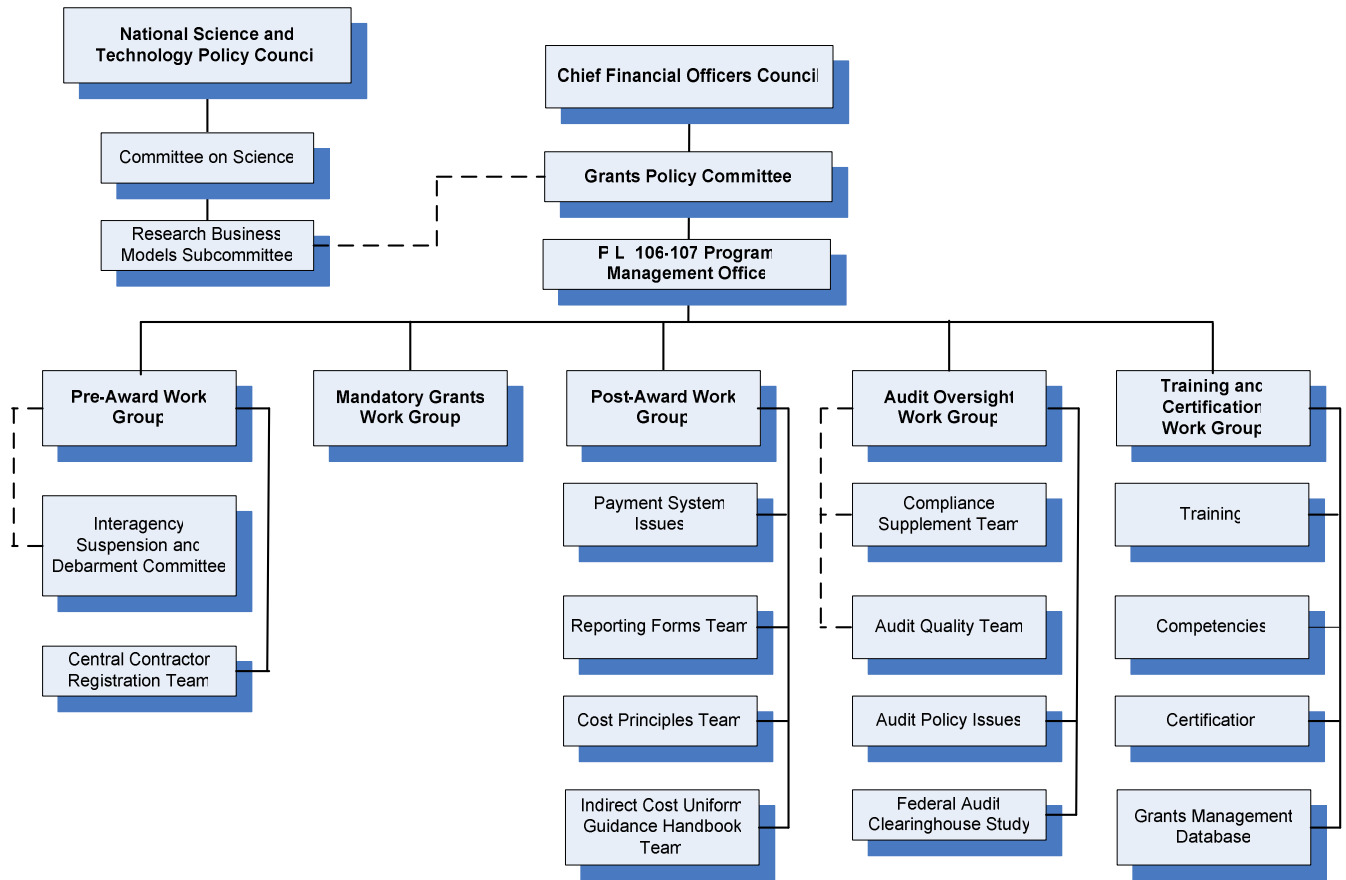 National Science and
Technology Policy Counci
Chief Financial Officers Council
Committee on Science
Grants Policy Committee
Research Business
Models Subcommittee
P L 106-107 Program
Management Office
Pre-Award Work
Group
Mandatory Grants
Work Group
Post-Award Work
Group
Audit Oversight
Work Group
Training and
Certification
Work Group
Interagency
Suspension and
Debarment Committee
Central Contractor
Registration Team
Payment System
Issues
Reporting Forms Team
Cost Principles Team
Indirect Cost Uniform
Guidance Handbook
Team
Compliance
Supplement Team
Audit Quality Team
Audit Policy Issues
Federal Audit
Clearinghouse Study
Training
Competencies
Certification
Grants Management
Database